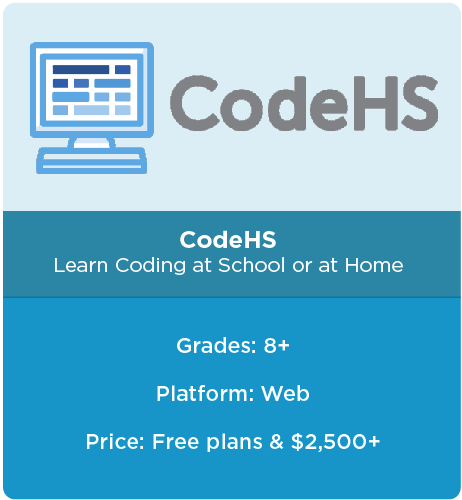 CodeHS
CodeHS
Learn Coding at School or at Home
Grades: 8+
Platform: Web
Price: Free plans & $2,500+